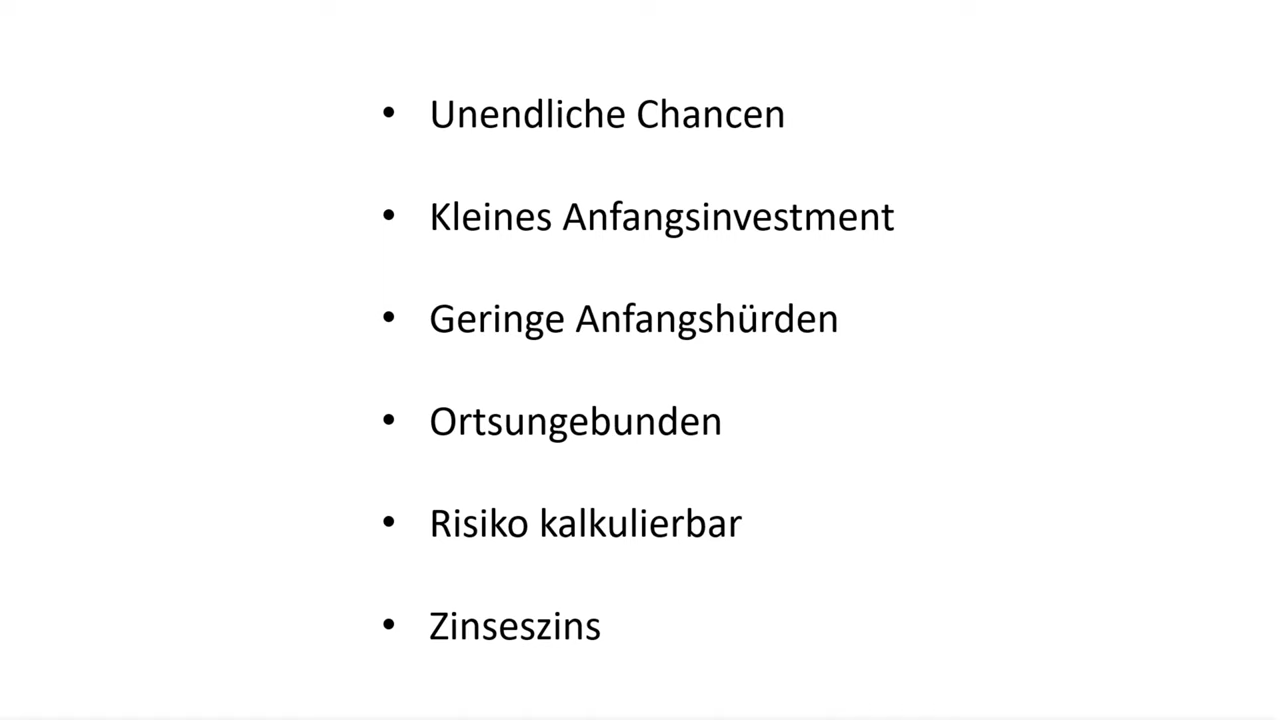 • Unendliche Chancen
• Kleines Anfangsinvestment
• Geringe Anfangshürden
• Ortsungebunden
• Risiko kalkulierbar
• Zinseszins